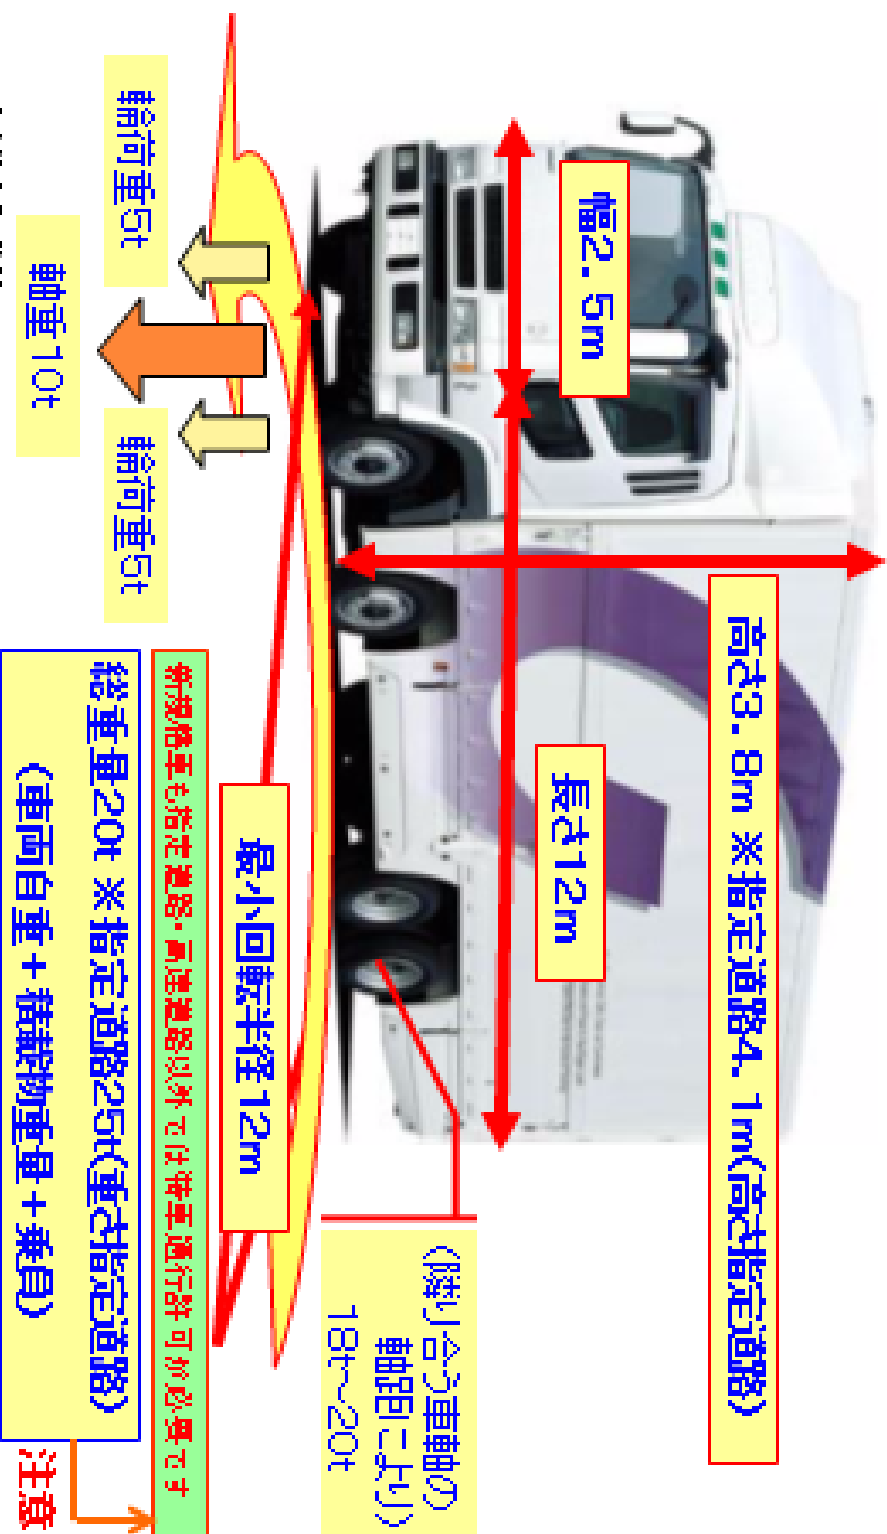 高さ3．8m ※指定道路4．1m（高さ指定道路）
幅2．5m
長さ12m
（隣り合う車軸の
軸距により）
18t～20t
最小回転半径12m
輪荷重5t
輪荷重5t
軸重10t
新規格車も指定道路・高速道路以外では特車通行許可が必要です
総重量20t ※指定道路25t（重さ指定道路）
（車両自重＋積載物重量＋乗員）
注意